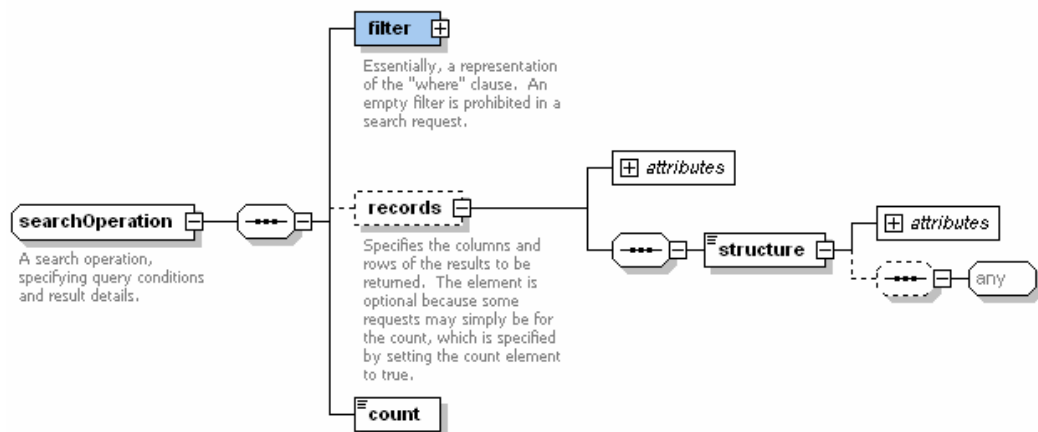 filter
Essentially, a representation
of the "where" clause.  An
empty filter is prohibited in a
search request.
attributes
searchOperation
records
structure
attributes
A search operation,
specifying query conditions
and result details.
Specifies the columns and
rows of the results to be
returned.  The element is
optional because some
requests may simply be for
the count, which is specified
by setting the count element
to true.
any
count